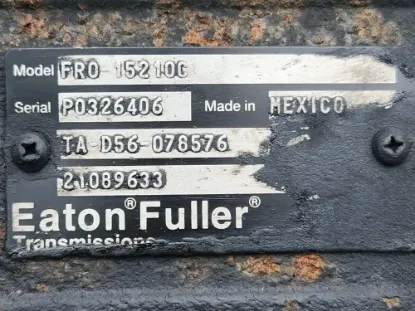 Model FRO-15210C
Serial P0326406 Made in MEXICO
TA-D56-078576
21089633
Eaton® Fuller®
Transmissions